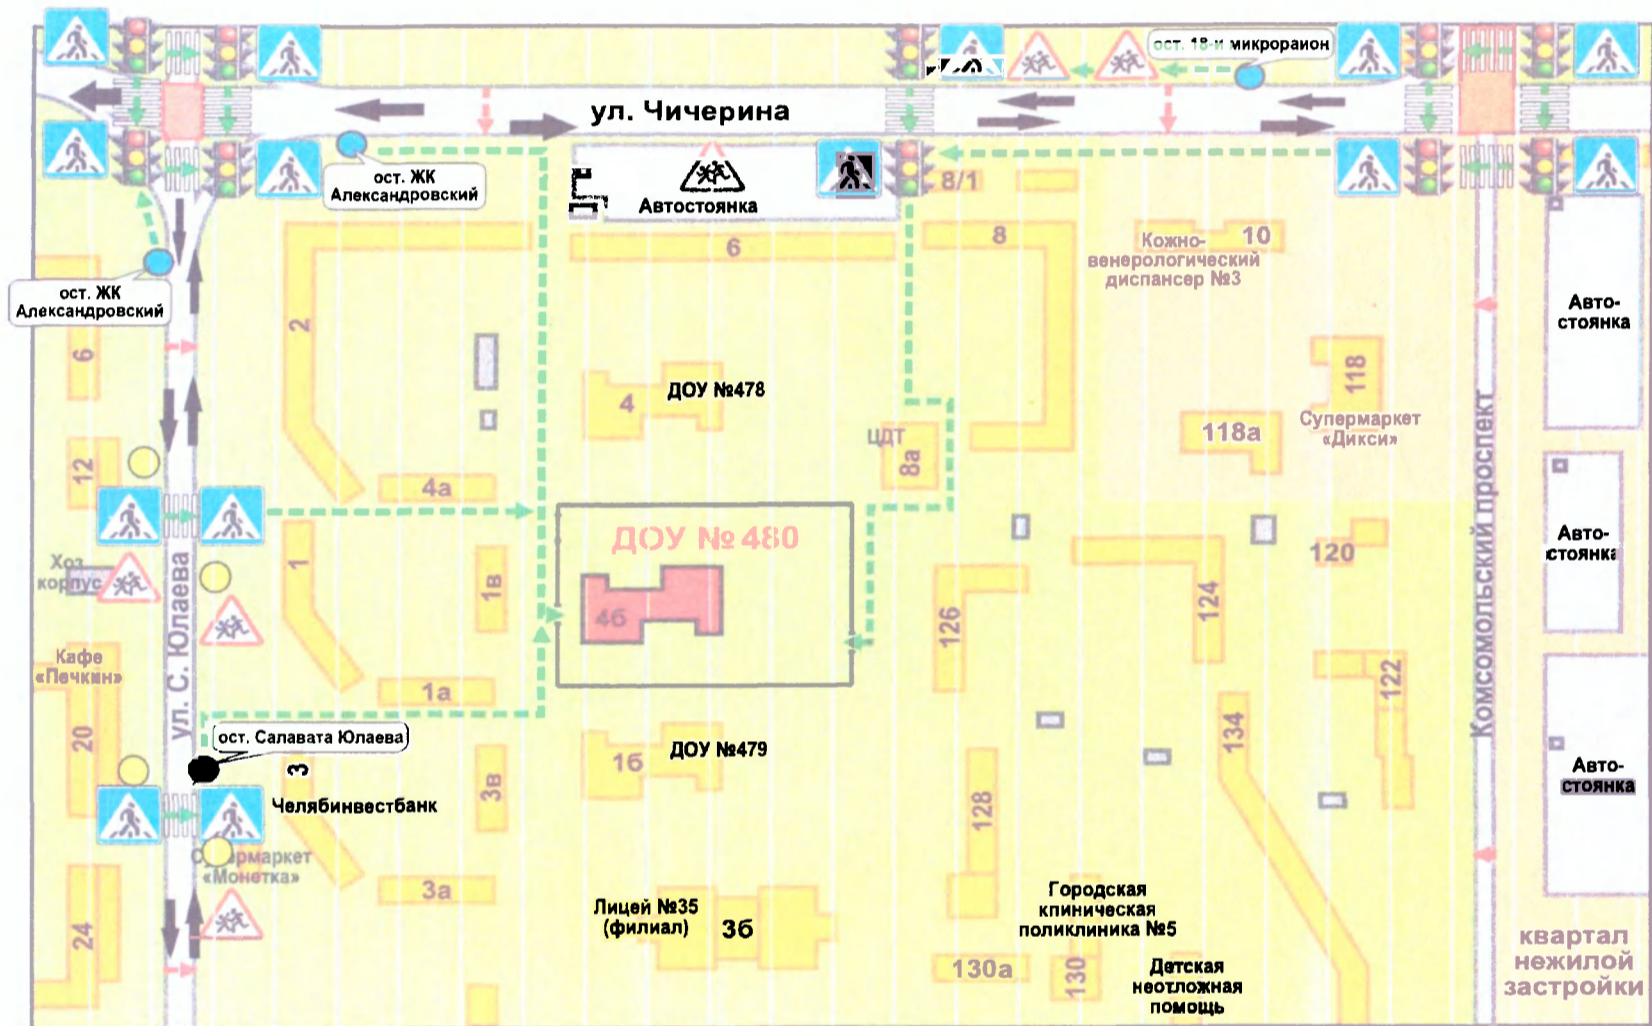 ост. 18-й микрорайон
ул. Чичерина
ост. ЖК
Александровский
Автостоянка
8/1
6
8
10
Кожно-
венерологический
диспансер №3
ост. ЖК
Александровский
Авто-
стоянка
2
6
118
4
ДОУ №478
Супермаркет
«Дикси»
118а
ЦДТ
8а
12
4а
Комсомольский проспект
ДОУ № 480
Авто-
стоянка
120
Хоз
корпус
1
1в
4б
126
124
ул. С. Юлаева
Кафе
«Печкин»
1а
122
20
ост. Салавата Юлаева
134
3
3в
1б
ДОУ №479
Авто-
стоянка
Челябинвестбанк
128
«Монетка»
3а
Лицей №35
(филиал)
3б
Городская
клиническая
поликлиника №5
24
130а
130
Детская
неотложная
помощь
квартал
нежилой
застройки